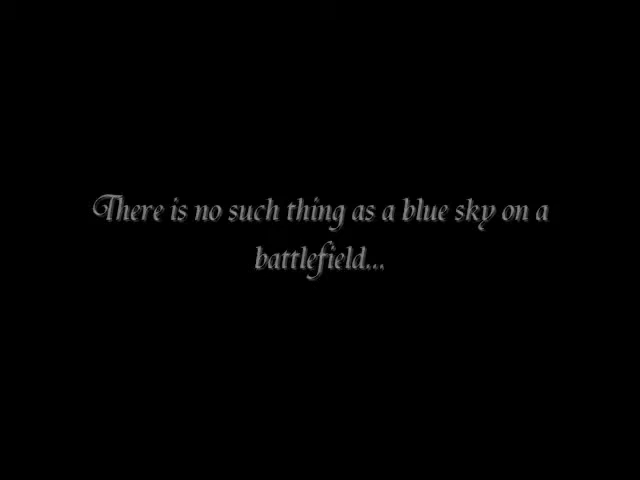 There is no such thing as a blue sky on a
battlefield...